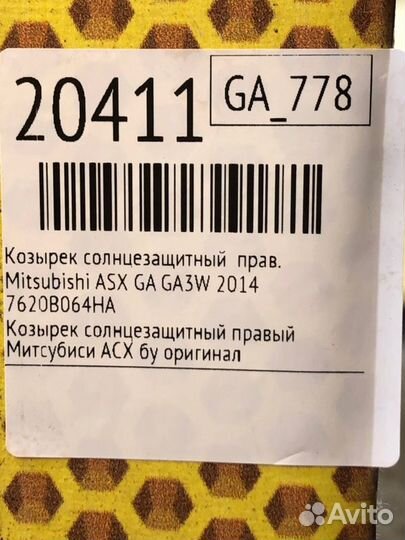 20411
GA_778
Козырек солнцезащитный прав.
Mitsubishi ASX GA GA3W 2014
7620B064HA
Козырек солнцезащитный правый
Митсубиси АСХ бу оригинал
Avito